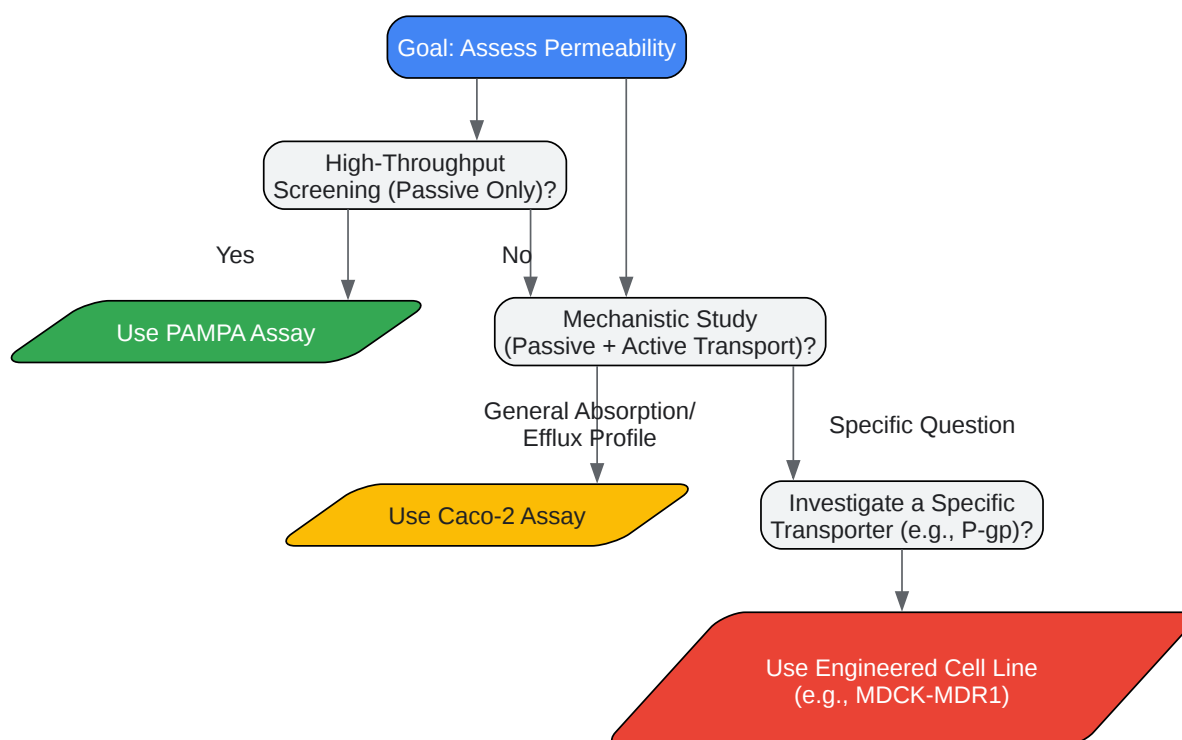 Goal: Assess Permeability
High-Throughput
Screening (Passive Only)?
Yes
No
Use PAMPA Assay
Mechanistic Study
(Passive + Active Transport)?
General Absorption/
Efflux Profile
Specific Question
Use Caco-2 Assay
Investigate a Specific
Transporter (e.g., P-gp)?
Use Engineered Cell Line
(e.g., MDCK-MDR1)